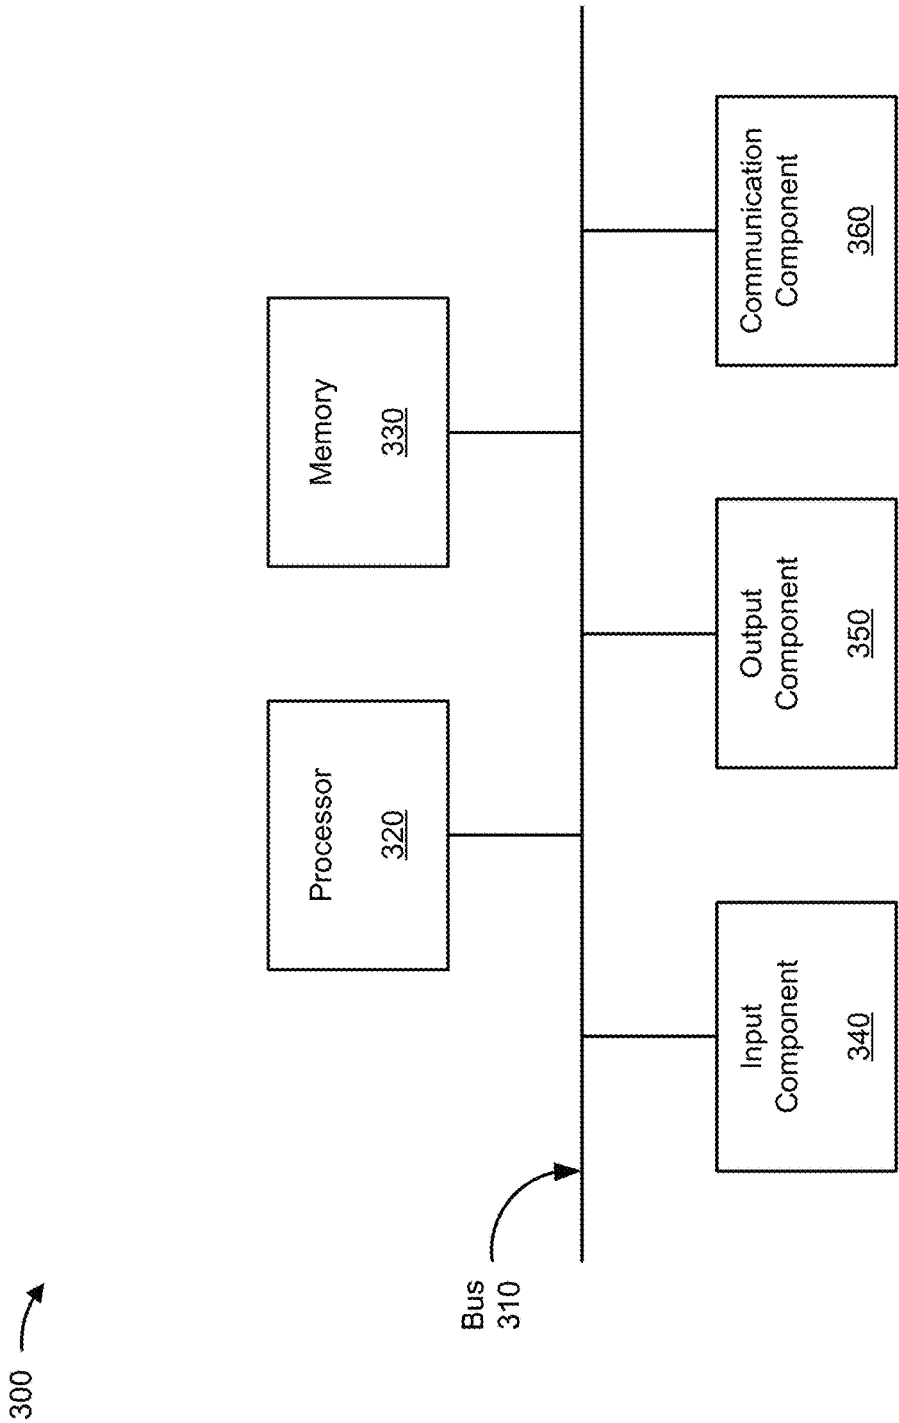 300
Bus
310
Processor
320
Memory
330
Input
Component
340
Output
Component
350
Communication
Component
360